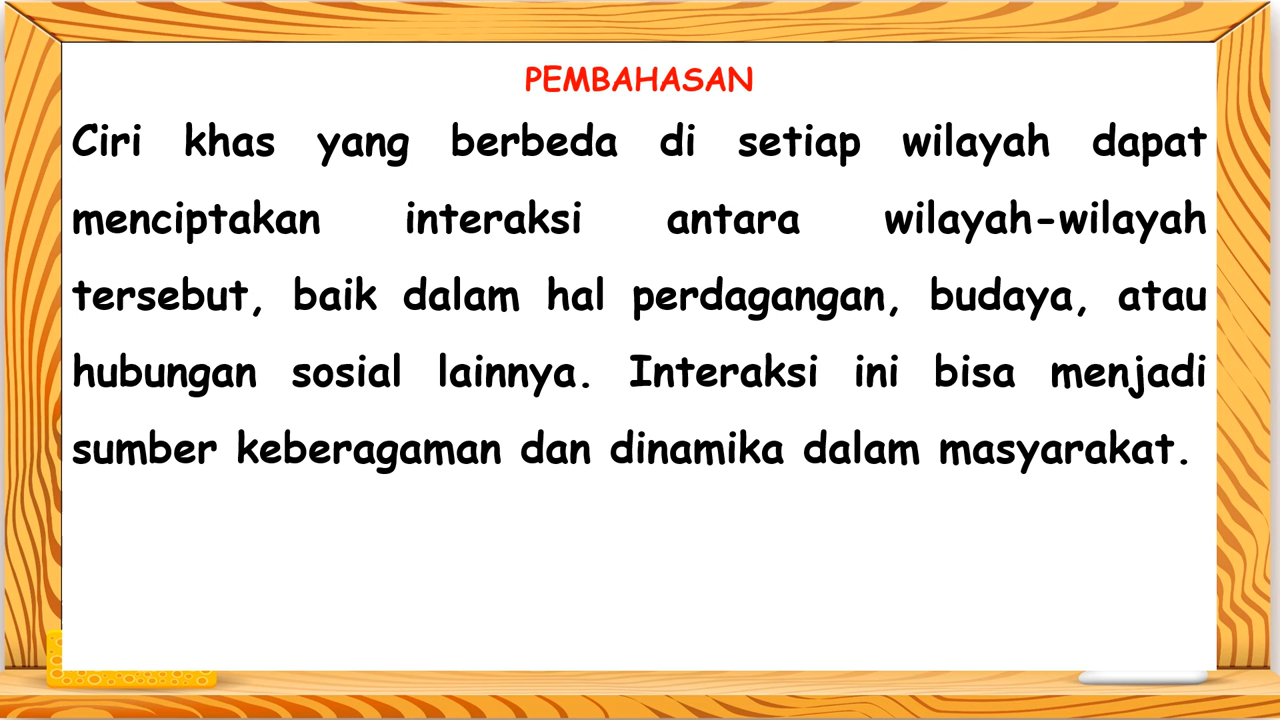 PEMBAHASAN
Ciri khas yang berbeda di setiap wilayah dapat
menciptakan interaksi antara wilayah-wilayah
tersebut, baik dalam hal perdagangan, budaya, atau
hubungan sosial lainnya. Interaksi ini bisa menjadi
sumber keberagaman dan dinamika dalam masyarakat.